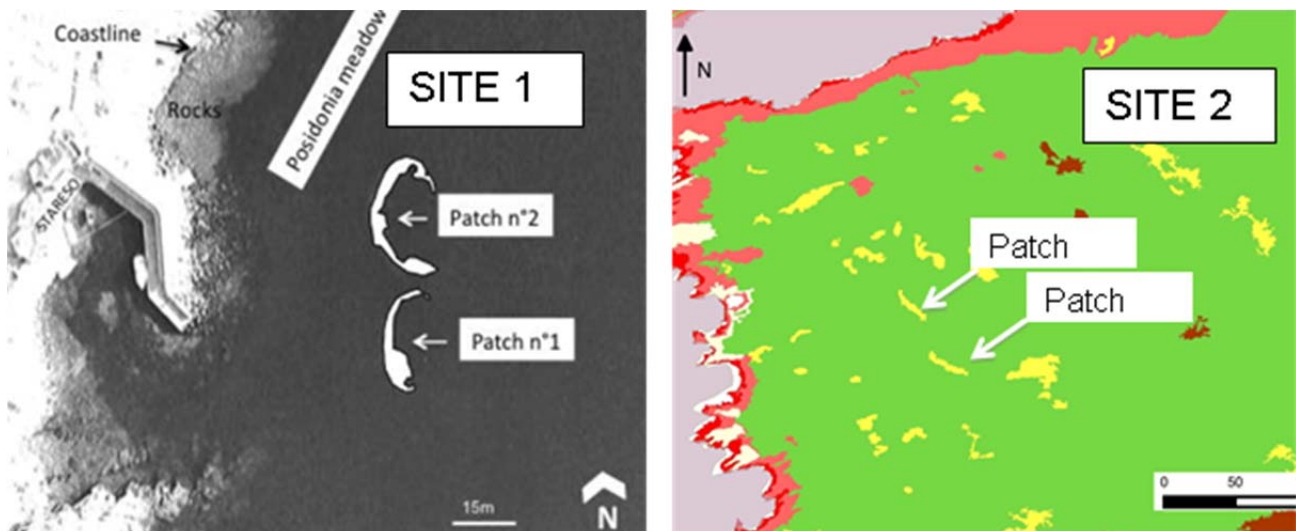 Coastline
Rocks
STARESO
Posidonia meadow
SITE 1
Patch n°2
Patch n°1
15m
N
N
SITE 2
Patch
Patch
0 50